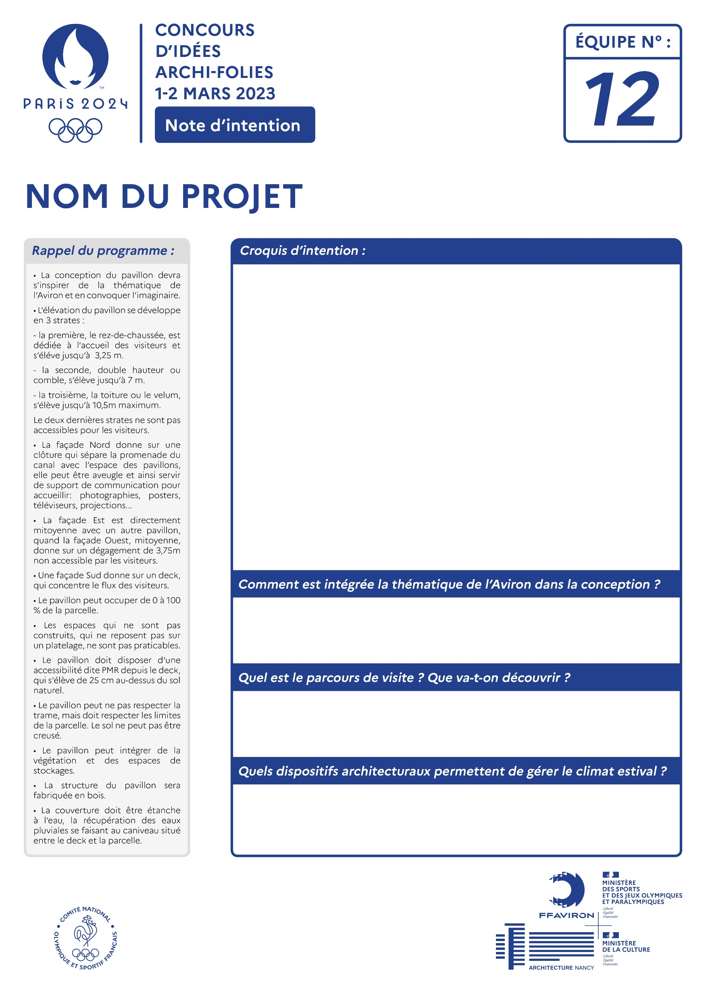 CONCOURS
D'IDÉES
ARCHI-FOLIES
1-2 MARS 2023
Note d'intention
ÉQUIPE N° :
12
TM
PARiS 2024
NOM DU PROJET
Rappel du programme :
• La conception du pavillon devra
s'inspirer de la thématique de
l'Aviron et en convoquer l'imaginaire.
• L'élévation du pavillon se développe
en 3 strates :
- la première, le rez-de-chaussée, est
dédiée à l'accueil des visiteurs et
s'éléve jusqu'à 3,25 m.
- la seconde, double hauteur ou
comble, s'élève jusqu'à 7 m.
- la troisième, la toiture ou le velum,
s'élève jusqu'à 10,5m maximum.
Le deux dernières strates ne sont pas
accessibles pour les visiteurs.
• La façade Nord donne sur une
clôture qui sépare la promenade du
canal avec l'espace des pavillons,
elle peut être aveugle et ainsi servir
de support de communication pour
accueillir: photographies, posters,
téléviseurs, projections...
• La façade Est est directement
mitoyenne avec un autre pavillon,
quand la façade Ouest, mitoyenne,
donne sur un dégagement de 3,75m
non accessible par les visiteurs.
• Une façade Sud donne sur un deck,
qui concentre le flux des visiteurs.
• Le pavillon peut occuper de 0 à 100
% de la parcelle.
• Les espaces qui ne sont pas
construits, qui ne reposent pas sur
un platelage, ne sont pas praticables.
• Le pavillon doit disposer d'une
accessibilité dite PMR depuis le deck,
qui s'élève de 25 cm au-dessus du sol
naturel.
• Le pavillon peut ne pas respecter la
trame, mais doit respecter les limites
de la parcelle. Le sol ne peut pas être
creusé.
• Le pavillon peut intégrer de la
végétation et des espaces de
stockages.
• La structure du pavillon sera
fabriquée en bois.
• La couverture doit être étanche
à l'eau, la récupération des eaux
pluviales se faisant au caniveau situé
entre le deck et la parcelle.
Croquis d'intention :
Comment est intégrée la thématique de l'Aviron dans la conception ?
Quel est le parcours de visite ? Que va-t-on découvrir ?
Quels dispositifs architecturaux permettent de gérer le climat estival ?
COMITÉ NATIONAL
OLYMPIQUE ET SPORTIF FRANÇAIS
FFAVIRON
MINISTÈRE
DES SPORTS
ET DES JEUX OLYMPIQUES
ET PARALYMPIQUES
Liberté
Égalité
Fraternité
ARCHITECTURE NANCY
MINISTÈRE
DE LA CULTURE
Liberté
Égalité
Fraternité